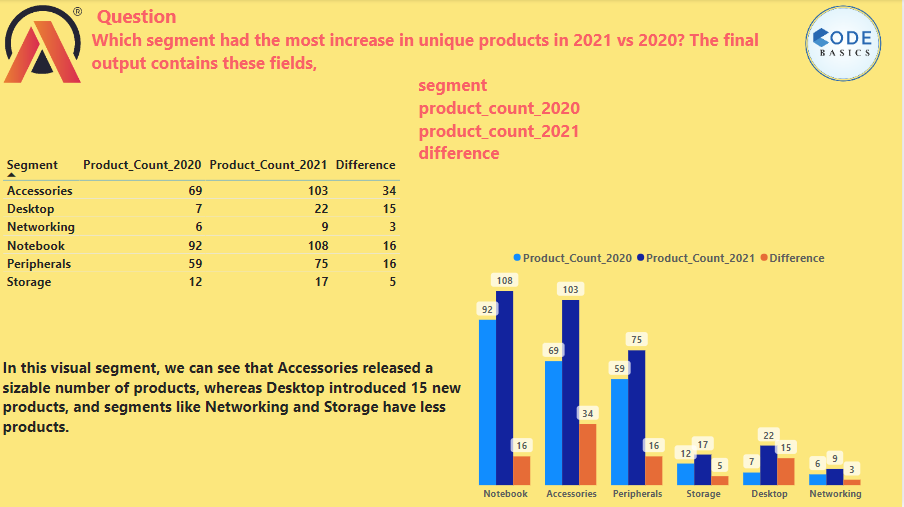 ®
Question
Which segment had the most increase in unique products in 2021 vs 2020? The final
output contains these fields,
segment
product_count_2020
product_count_2021
difference
CODE
BASICS
Segment Product_Count_2020 Product_Count_2021 Difference
Accessories 69 103 34
Desktop 7 22 15
Networking 6 9 3
Notebook 92 108 16
Peripherals 59 75 16
Storage 12 17 5
In this visual segment, we can see that Accessories released a
sizable number of products, whereas Desktop introduced 15 new
products, and segments like Networking and Storage have less
products.
Product_Count_2020 Product_Count_2021 Difference
92 108 16
69 103 34
59 75 16
12 17 5
7 22 15
6 9 3
Notebook Accessories Peripherals Storage Desktop Networking